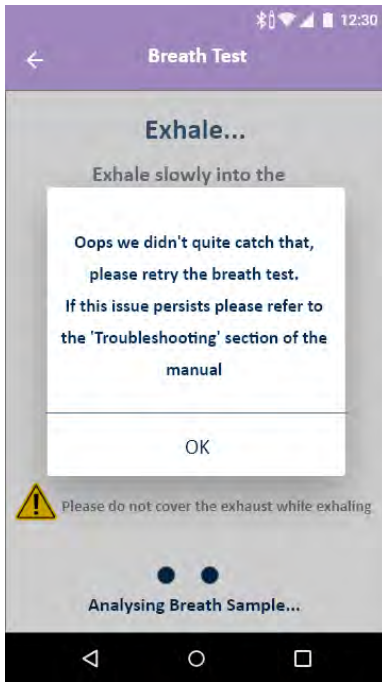 12:30
Breath Test
Exhale...
Exhale slowly into the
Oops we didn't quite catch that,
please retry the breath test.
If this issue persists please refer to
the 'Troubleshooting' section of the
manual
OK
Please do not cover the exhaust while exhaling
Analysing Breath Sample...